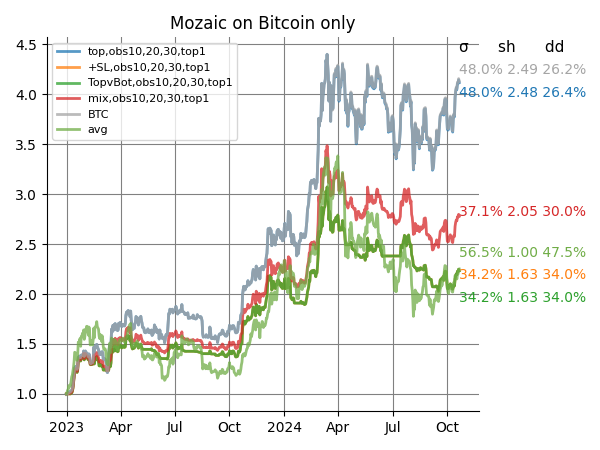 Mozaic on Bitcoin only
σ sh dd
4.5
4.0
3.5
3.0
2.5
2.0
1.5
1.0
top,obs10,20,30,top1
+SL,obs10,20,30,top1
TopvBot,obs10,20,30,top1
mix,obs10,20,30,top1
BTC
avg
48.0% 2.49 26.2%
48.0% 2.48 26.4%
37.1% 2.05 30.0%
56.5% 1.00 47.5%
34.2% 1.63 34.0%
34.2% 1.63 34.0%
2023 Apr Jul Oct 2024 Apr Jul Oct